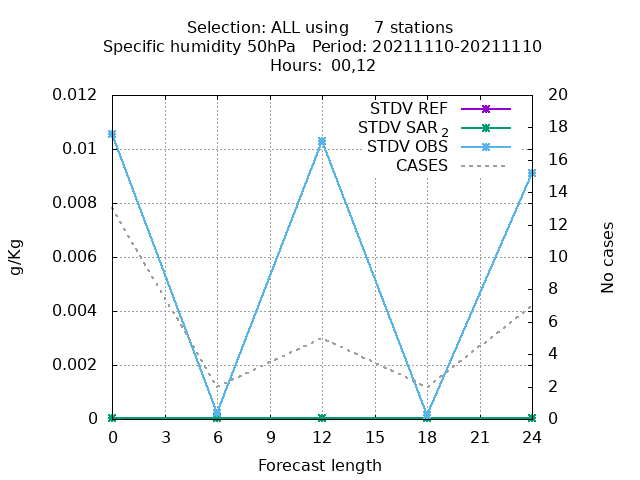 Selection: ALL using     7 stations
Specific humidity 50hPa   Period: 20211110-20211110
Hours: 00,12
0.012
0.01
0.008
0.006
0.004
0.002
0
g/Kg
20
18
16
14
12
10
8
6
4
2
0
No cases
STDV REF
STDV SAR 2
STDV OBS
CASES
0 3 6 9 12 15 18 21 24
Forecast length